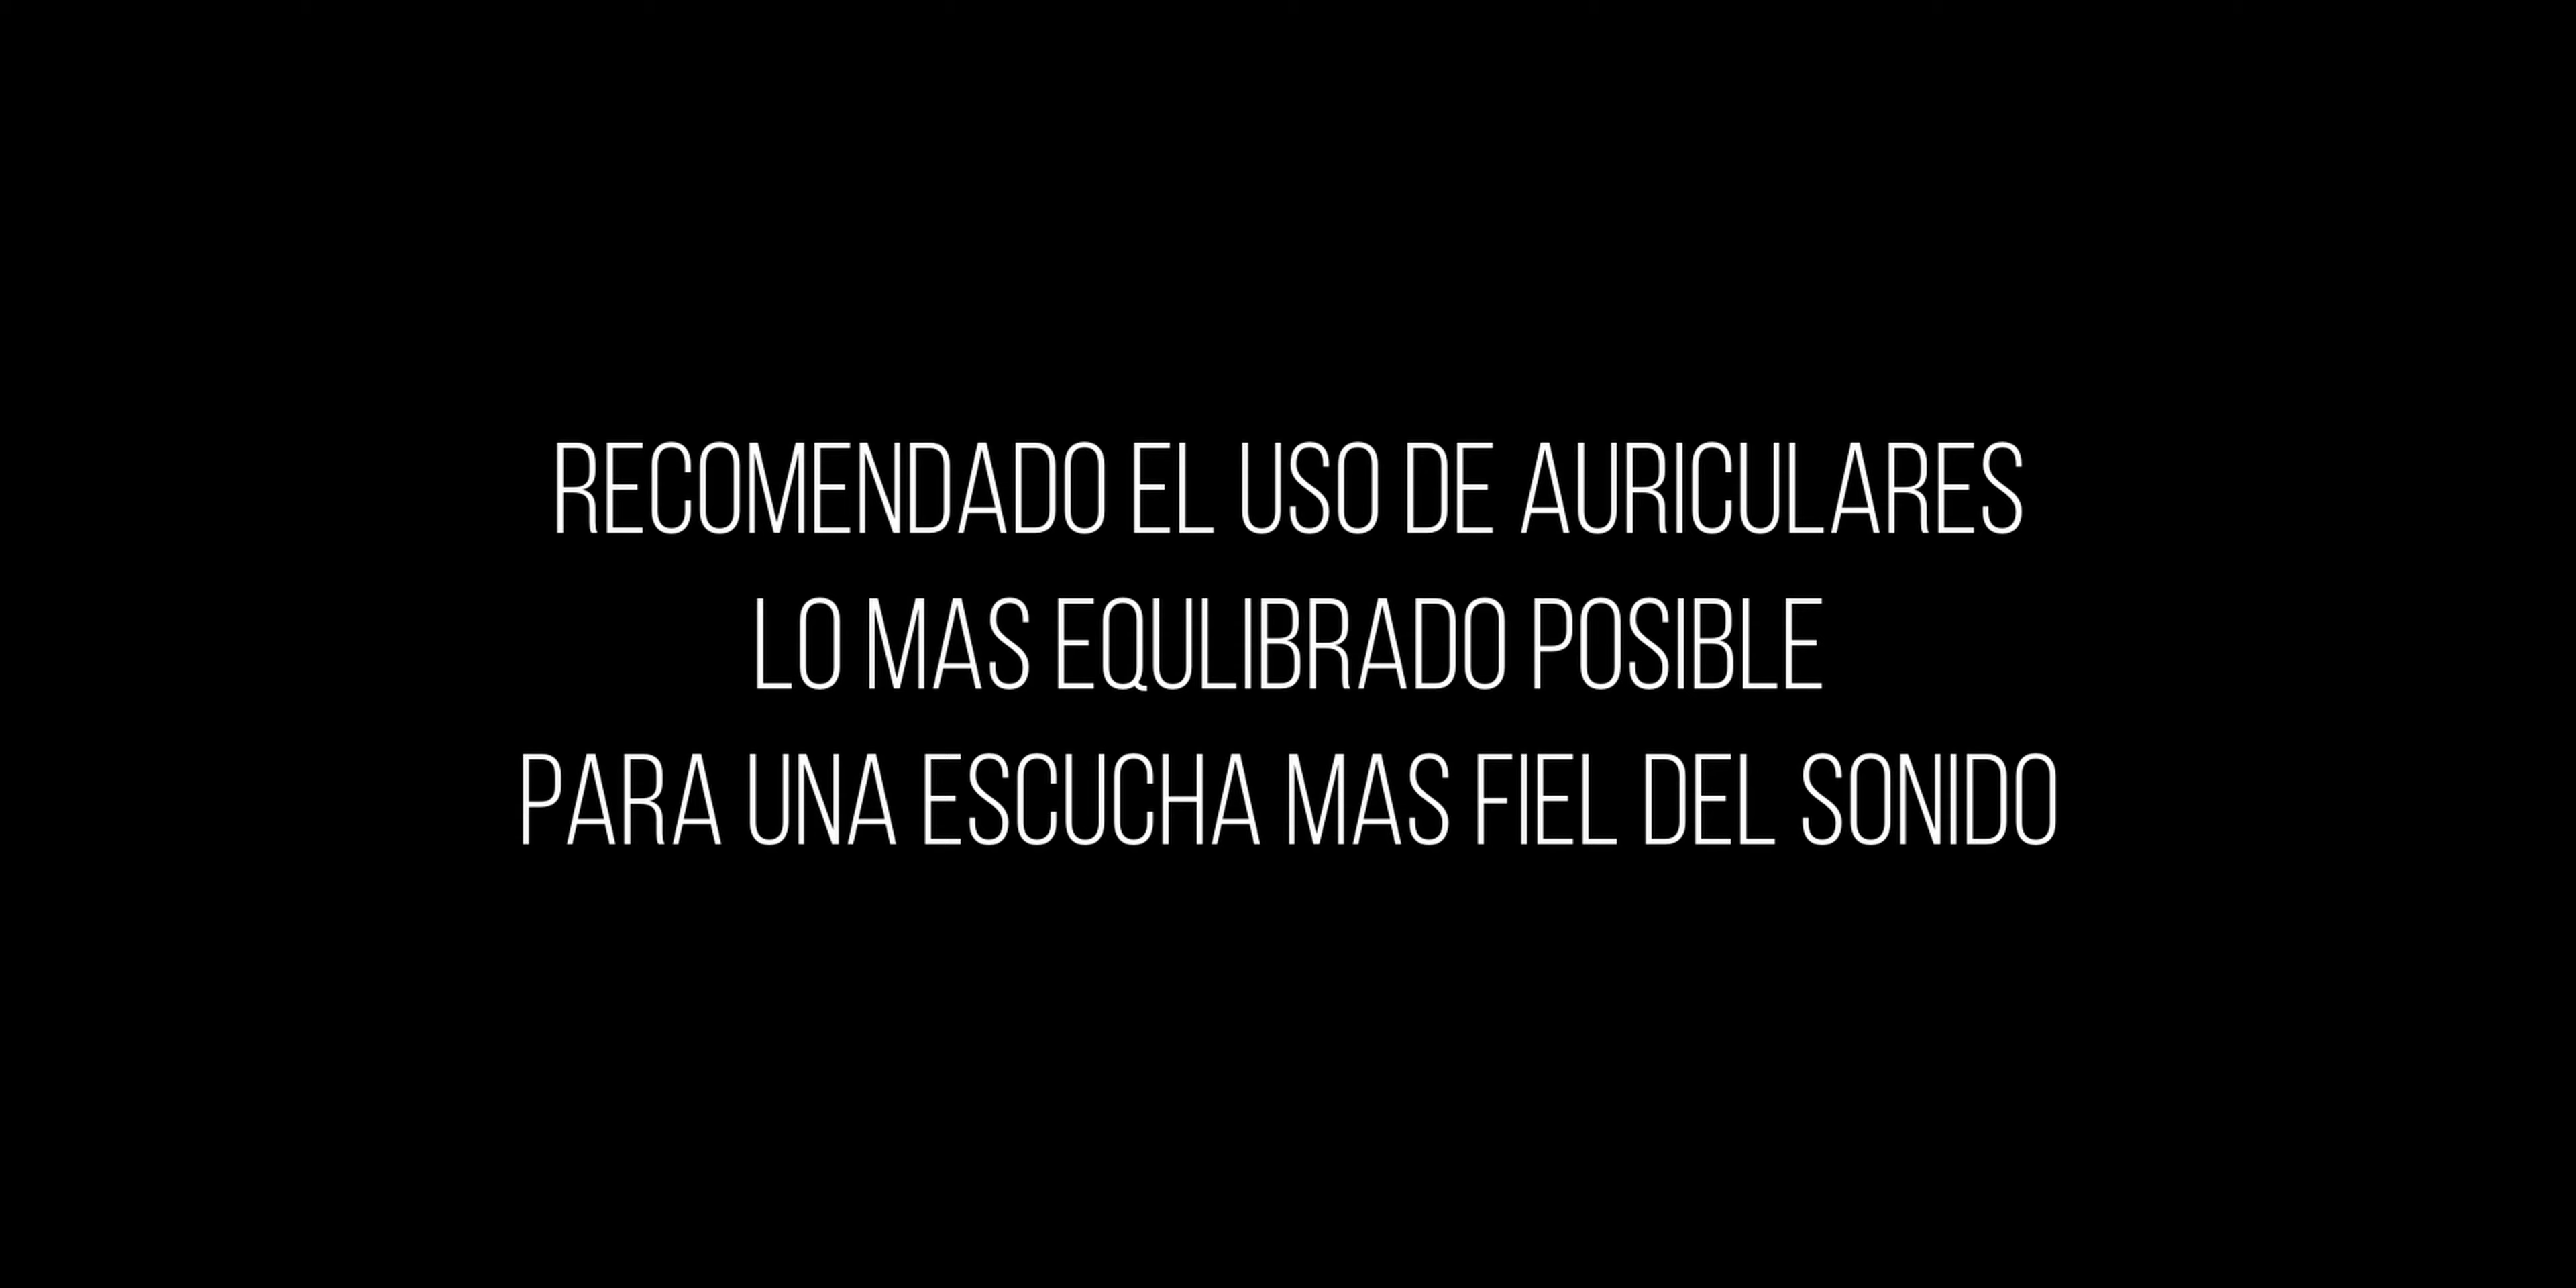 RECOMENDADO EL USO DE AURICULARES
LO MAS EQULIBRADO POSIBLE
PARA UNA ESCUCHA MAS FIEL DEL SONIDO